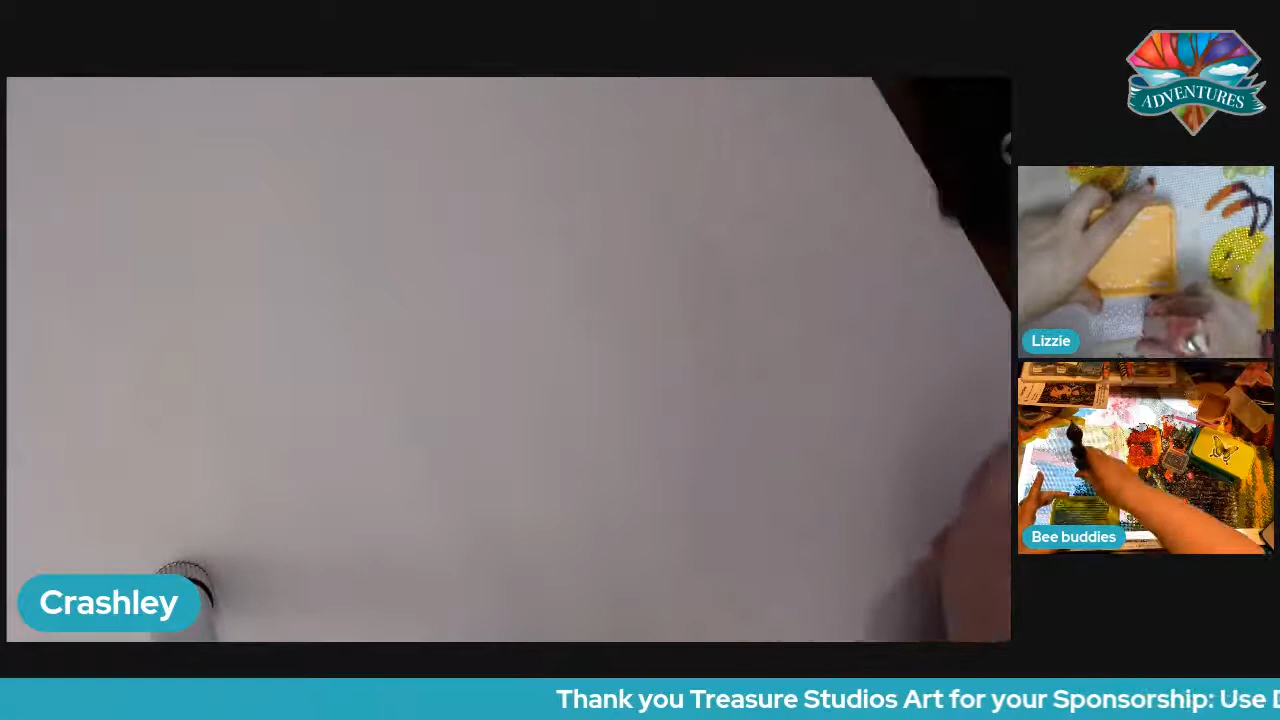 ADVENTURES
Lizzie
Bee buddies
Crashley
Thank you Treasure Studios Art for your Sponsorship: Use